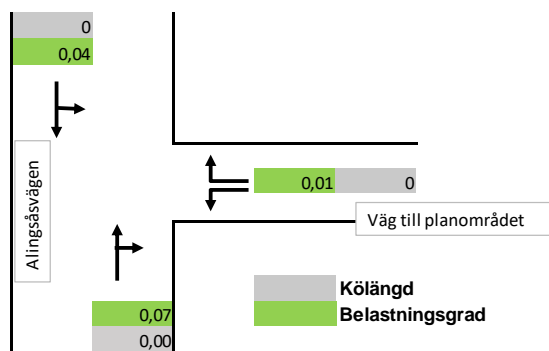 0
0,04
Alingsåsvägen
0,01 0
Väg till planområdet
Kölängd
Belastningsgrad
0,07
0,00